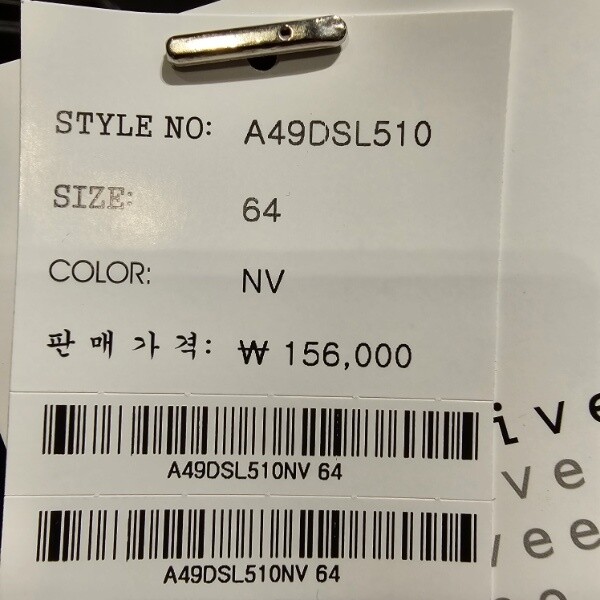 STYLE NO: A49DSL510
SIZE: 64
COLOR: NV
판매가격: ₩ 156,000
A49DSL510NV 64
A49DSL510NV 64
ive
ve